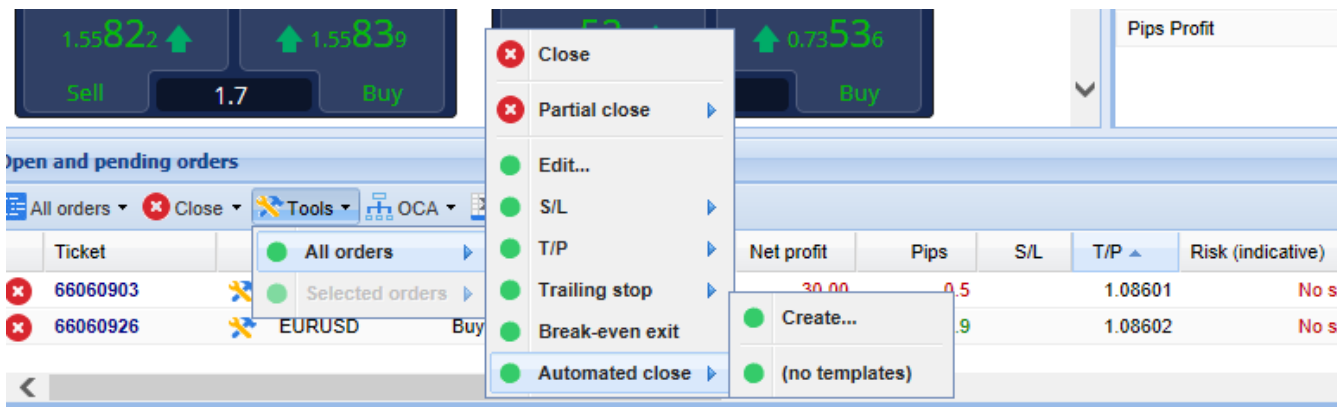 1.55822
1.55839
53
0.73536
Pips Profit
Sell
1.7
Buy
Buy
Close
Partial close
Open and pending orders
Edit...
All orders
Close
Tools
OCA
S/L
Ticket
All orders
T/P
Net profit
Pips
S/L
T/P
Risk (indicative)
66060903
Selected orders
Trailing stop
30.00
0.5
1.08601
No s
66060926
EURUSD
Buy
Break-even exit
Create...
.9
1.08602
No s
Automated close
(no templates)